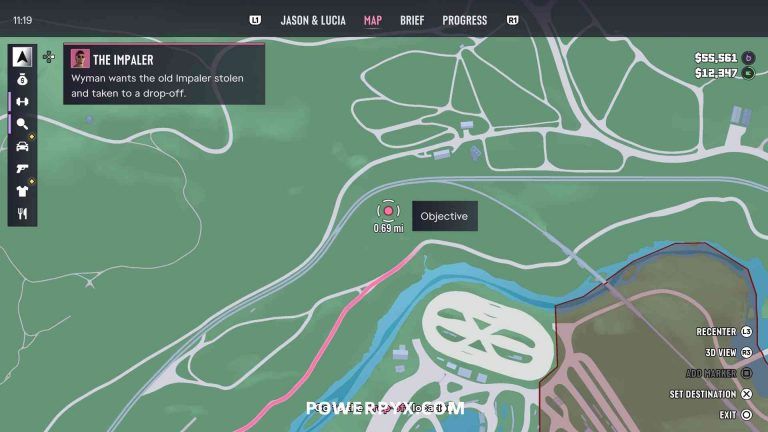 11:19
L1 JASON & LUCIA MAP BRIEF PROGRESS R1
THE IMPALER
Wyman wants the old Impaler stolen
and taken to a drop-off.
$55,561
$12,347
0.69 mi
Objective
RECENTER L3
3D VIEW R3
ADD MARKER
SET DESTINATION
EXIT
POWERPYX.COM